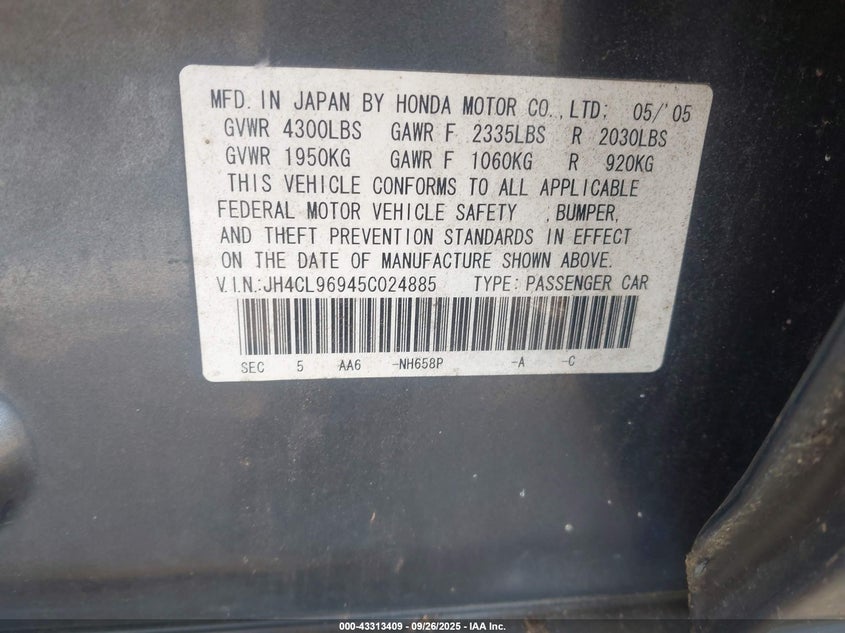 MFD. IN JAPAN BY HONDA MOTOR CO., LTD; 05/'05
GVWR 4300LBS GAWR F 2335LBS R 2030LBS
GVWR 1950KG GAWR F 1060KG R 920KG
THIS VEHICLE CONFORMS TO ALL APPLICABLE
FEDERAL MOTOR VEHICLE SAFETY , BUMPER,
AND THEFT PREVENTION STANDARDS IN EFFECT
ON THE DATE OF MANUFACTURE SHOWN ABOVE.
V.I.N.:JH4CL96945C024885 TYPE: PASSENGER CAR
SEC 5 AA6 -NH658P -A -C
000-43313409 - 09/26/2025 - IAA Inc.